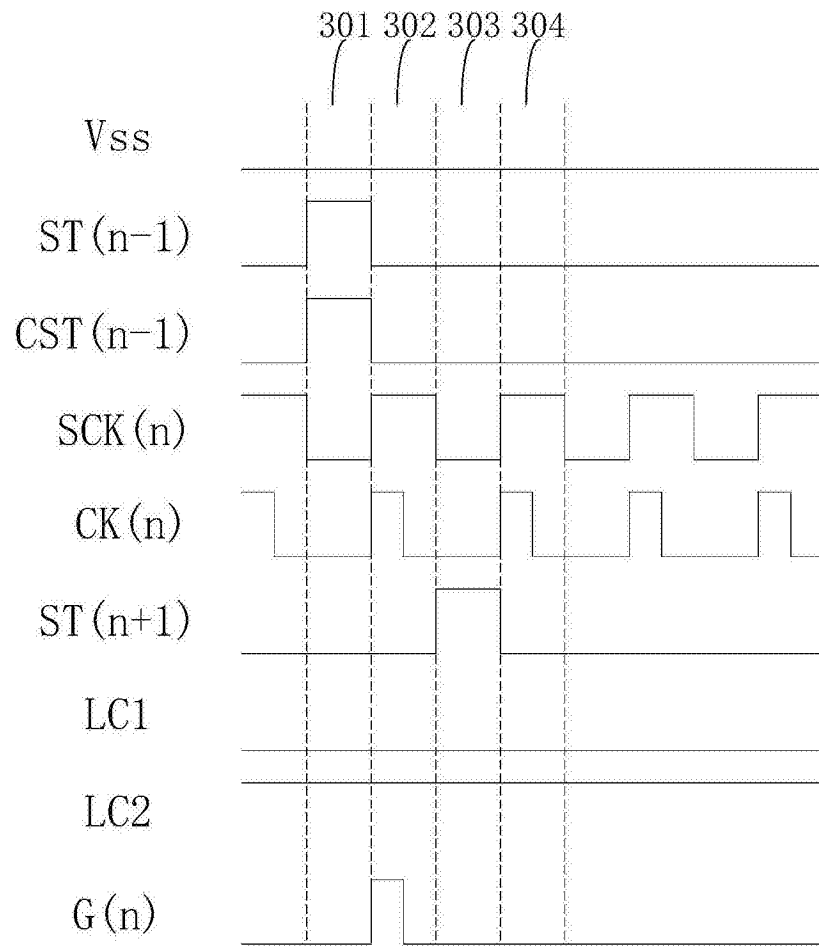 301 302 303 304
Vss
ST(n-1)
CST(n-1)
SCK(n)
CK(n)
ST(n+1)
LC1
LC2
G(n)